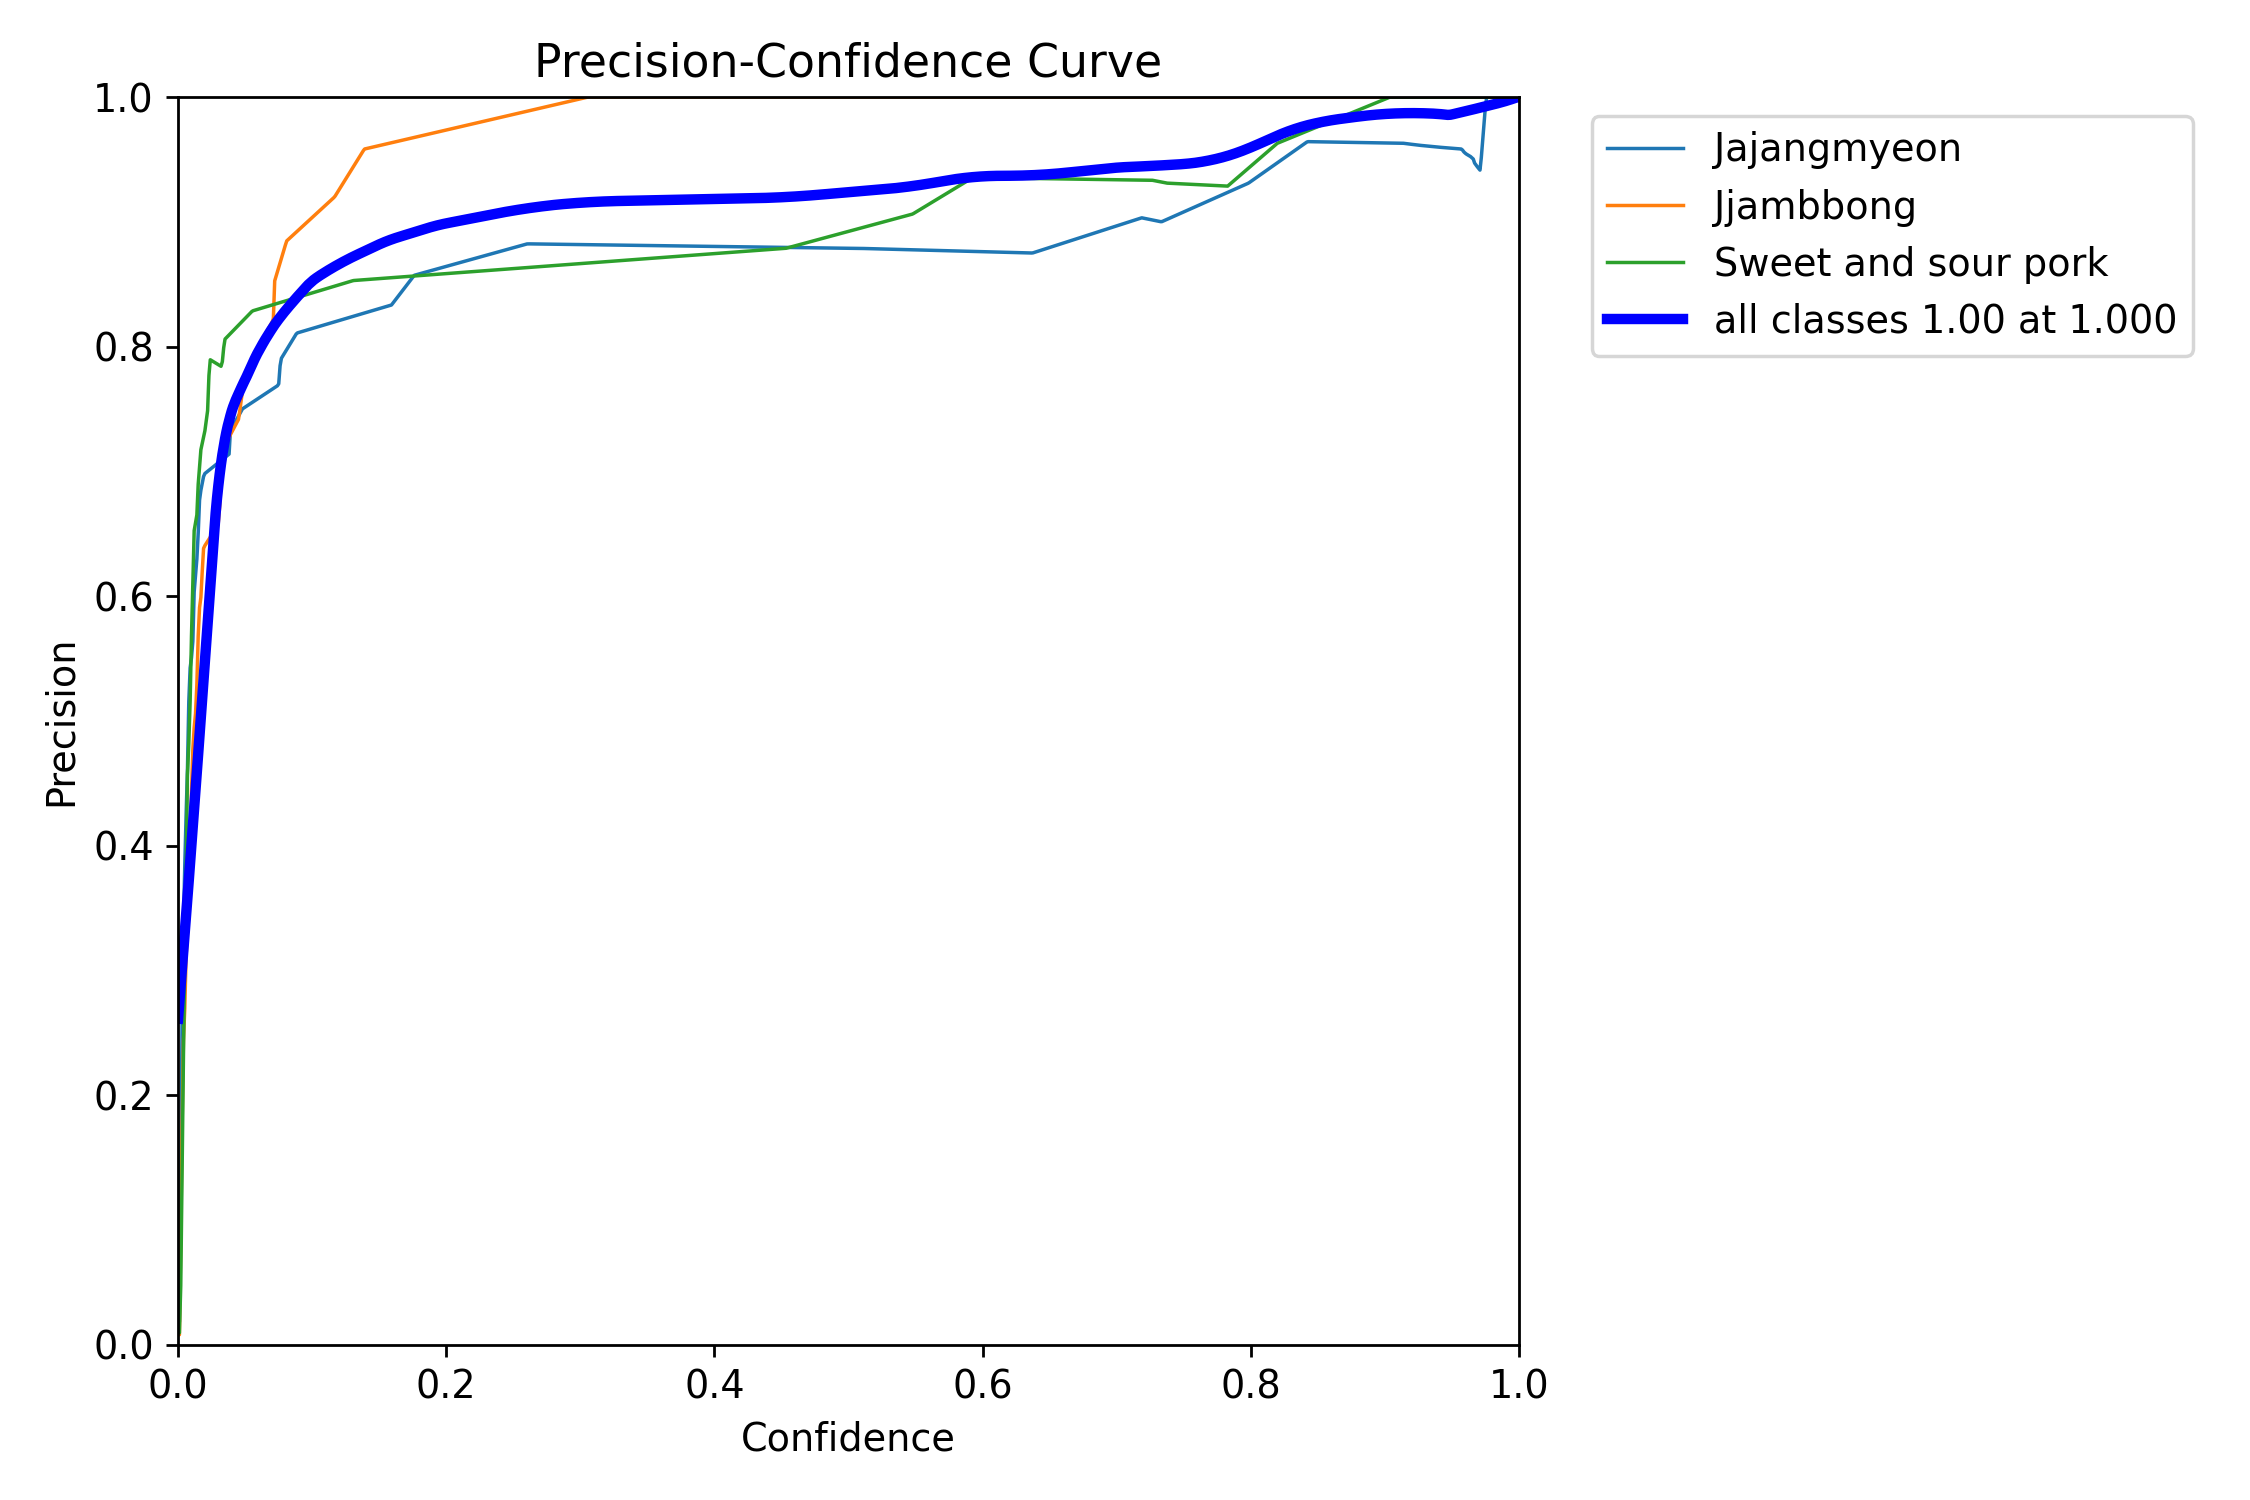 Precision-Confidence Curve
1.0
0.8
0.6
0.4
0.2
0.0
Precision
0.0 0.2 0.4 0.6 0.8 1.0
Confidence
Jajangmyeon
Jjambbong
Sweet and sour pork
all classes 1.00 at 1.000